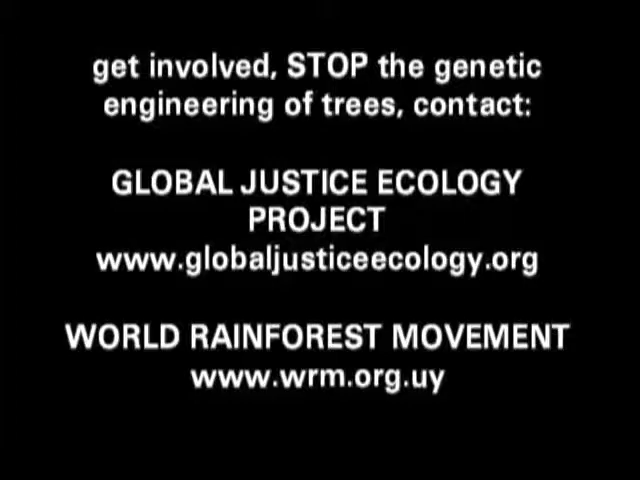 get involved, STOP the genetic
engineering of trees, contact:
GLOBAL JUSTICE ECOLOGY
PROJECT
www.globaljusticeecology.org
WORLD RAINFOREST MOVEMENT
www.wrm.org.uy